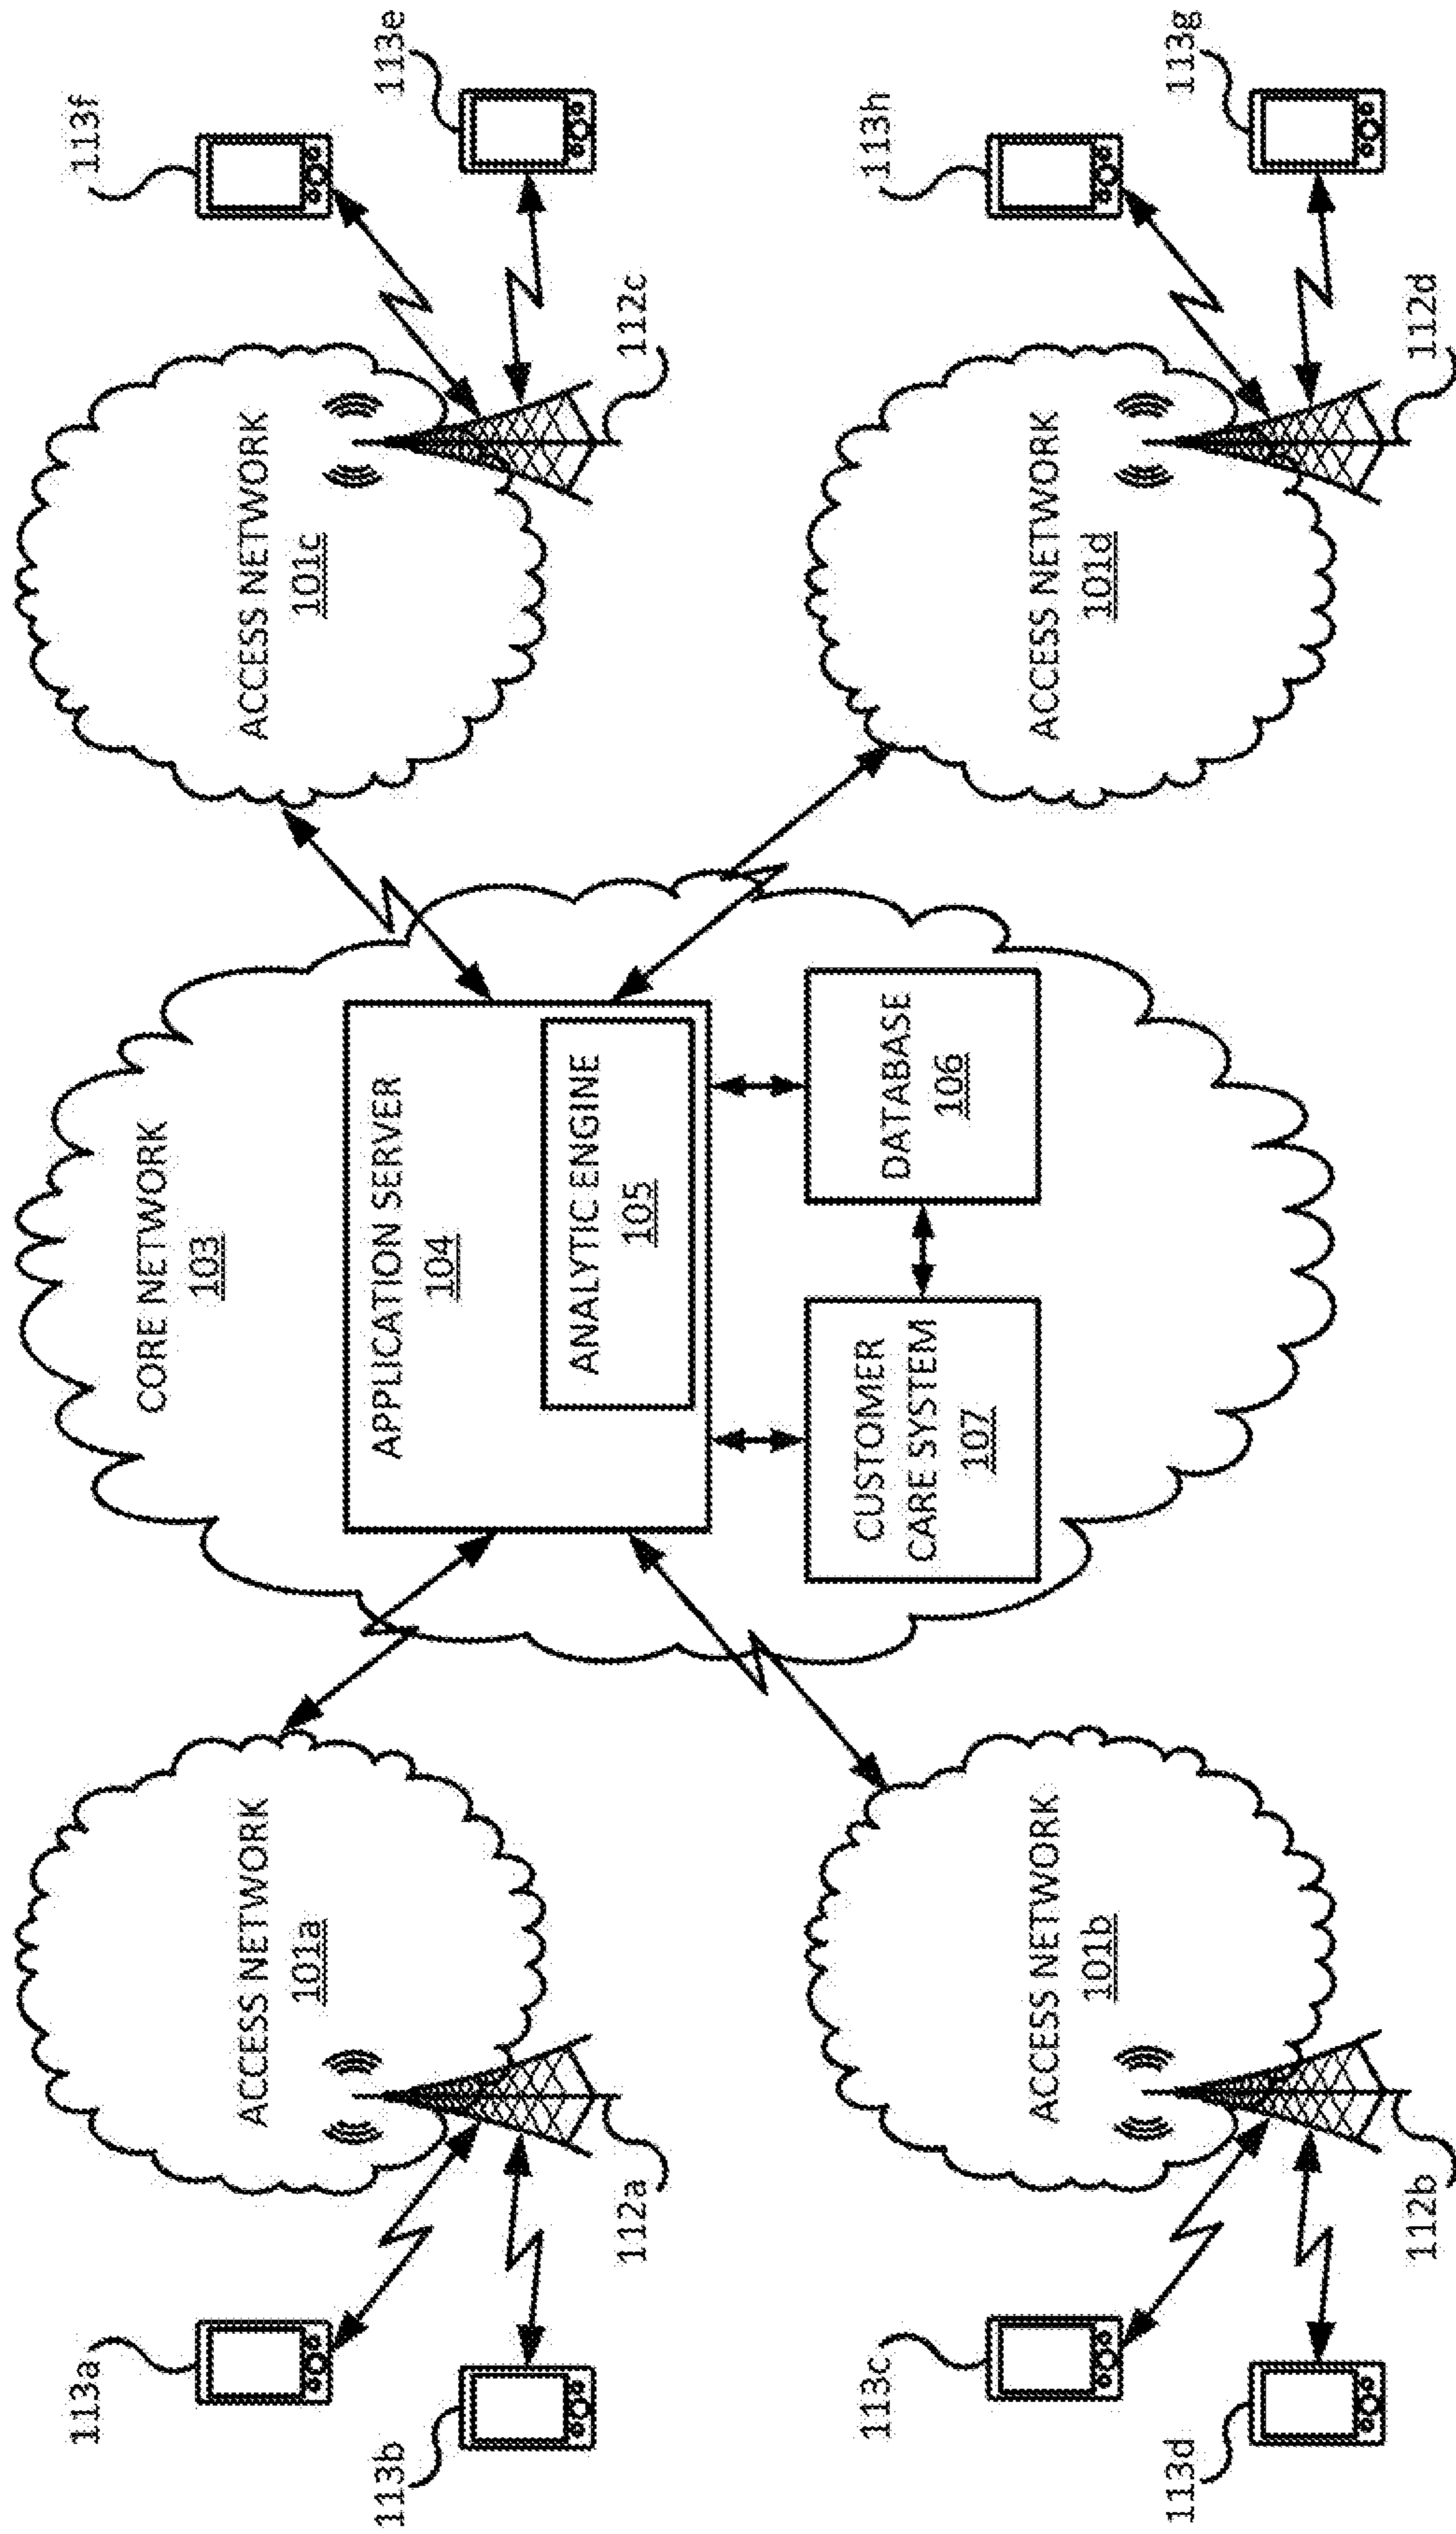 113a
113b
ACCESS NETWORK
101a
112a
113c
113d
ACCESS NETWORK
101b
112b
CORE NETWORK
103
APPLICATION SERVER
104
ANALYTIC ENGINE
105
CUSTOMER
CARE SYSTEM
107
DATABASE
106
ACCESS NETWORK
101c
112c
113f
113e
ACCESS NETWORK
101d
112d
113h
113g